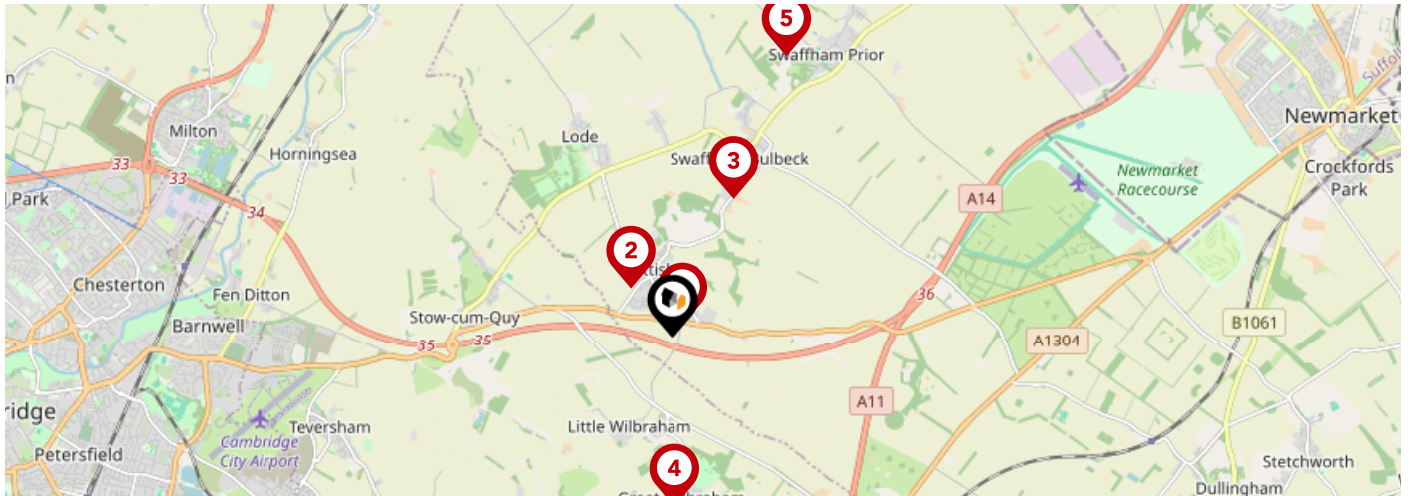 5
Swaffham Prior
Milton
Lode
Newmarket
Horningsea
3
33
33
Crockfords
Park
Newmarket
Racecourse
Park
34
A14
2
Chesterton
36
Fen Ditton
Stow-cum-Quy
B1061
Barnwell
A1304
35
35
A11
Teversham
Little Wilbraham
Cambridge
City Airport
Petersfield
4
Stetchworth
Dullingham